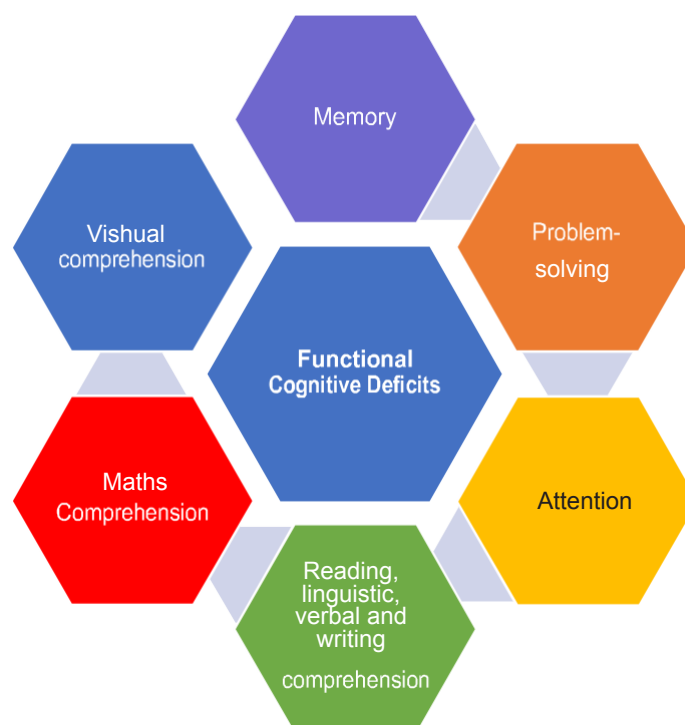 Memory
Problem-
solving
Vishual
comprehension
Functional
Cognitive Deficits
Attention
Maths
Comprehension
Reading,
linguistic,
verbal and
writing
comprehension